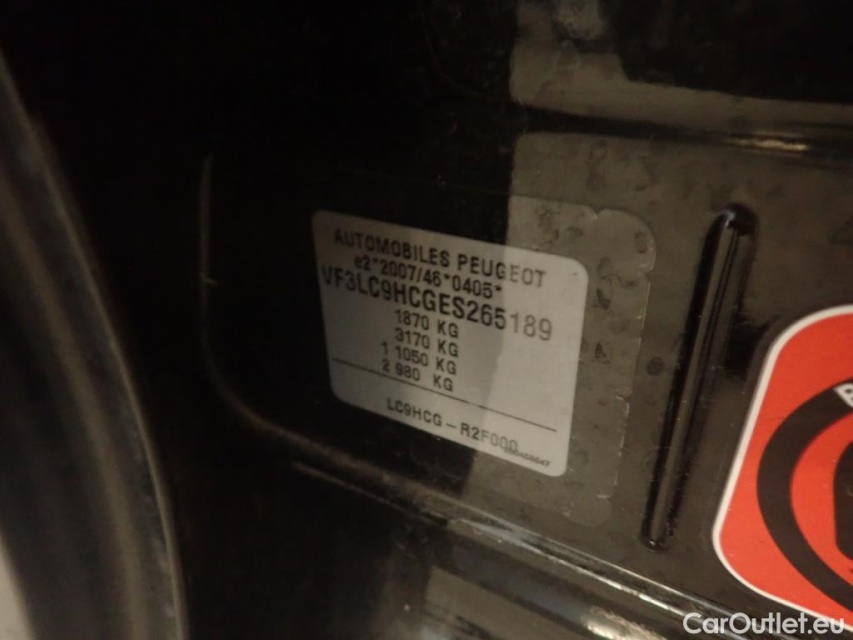 AUTOMOBILES PEUGEOT
e2*2007/46*0405*
VF3LC9HCGES265189
1870 KG
3170 KG
1 1050 KG
2 980 KG
LC9HCG - R2F000
CarOutlet.eu